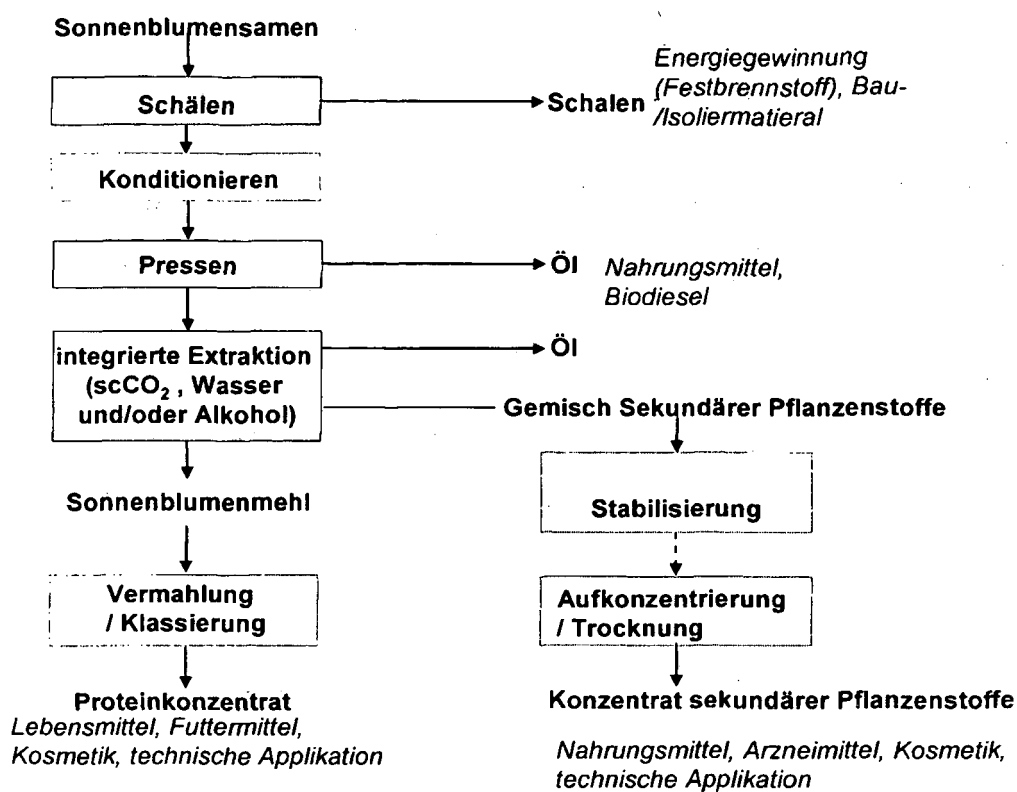 Sonnenblumensamen
Schälen
Schalen
Energiegewinnung
(Festbrennstoff), Bau-
/Isoliermatieral
Konditionieren
Pressen
Öl
Nahrungsmittel,
Biodiesel
integrierte Extraktion
(scCO₂ , Wasser
und/oder Alkohol)
Öl
Gemisch Sekundärer Pflanzenstoffe
Sonnenblumenmehl
Stabilisierung
Vermahlung
/ Klassierung
Aufkonzentrierung
/ Trocknung
Proteinkonzentrat
Lebensmittel, Futtermittel,
Kosmetik, technische Applikation
Konzentrat sekundärer Pflanzenstoffe
Nahrungsmittel, Arzneimittel, Kosmetik,
technische Applikation